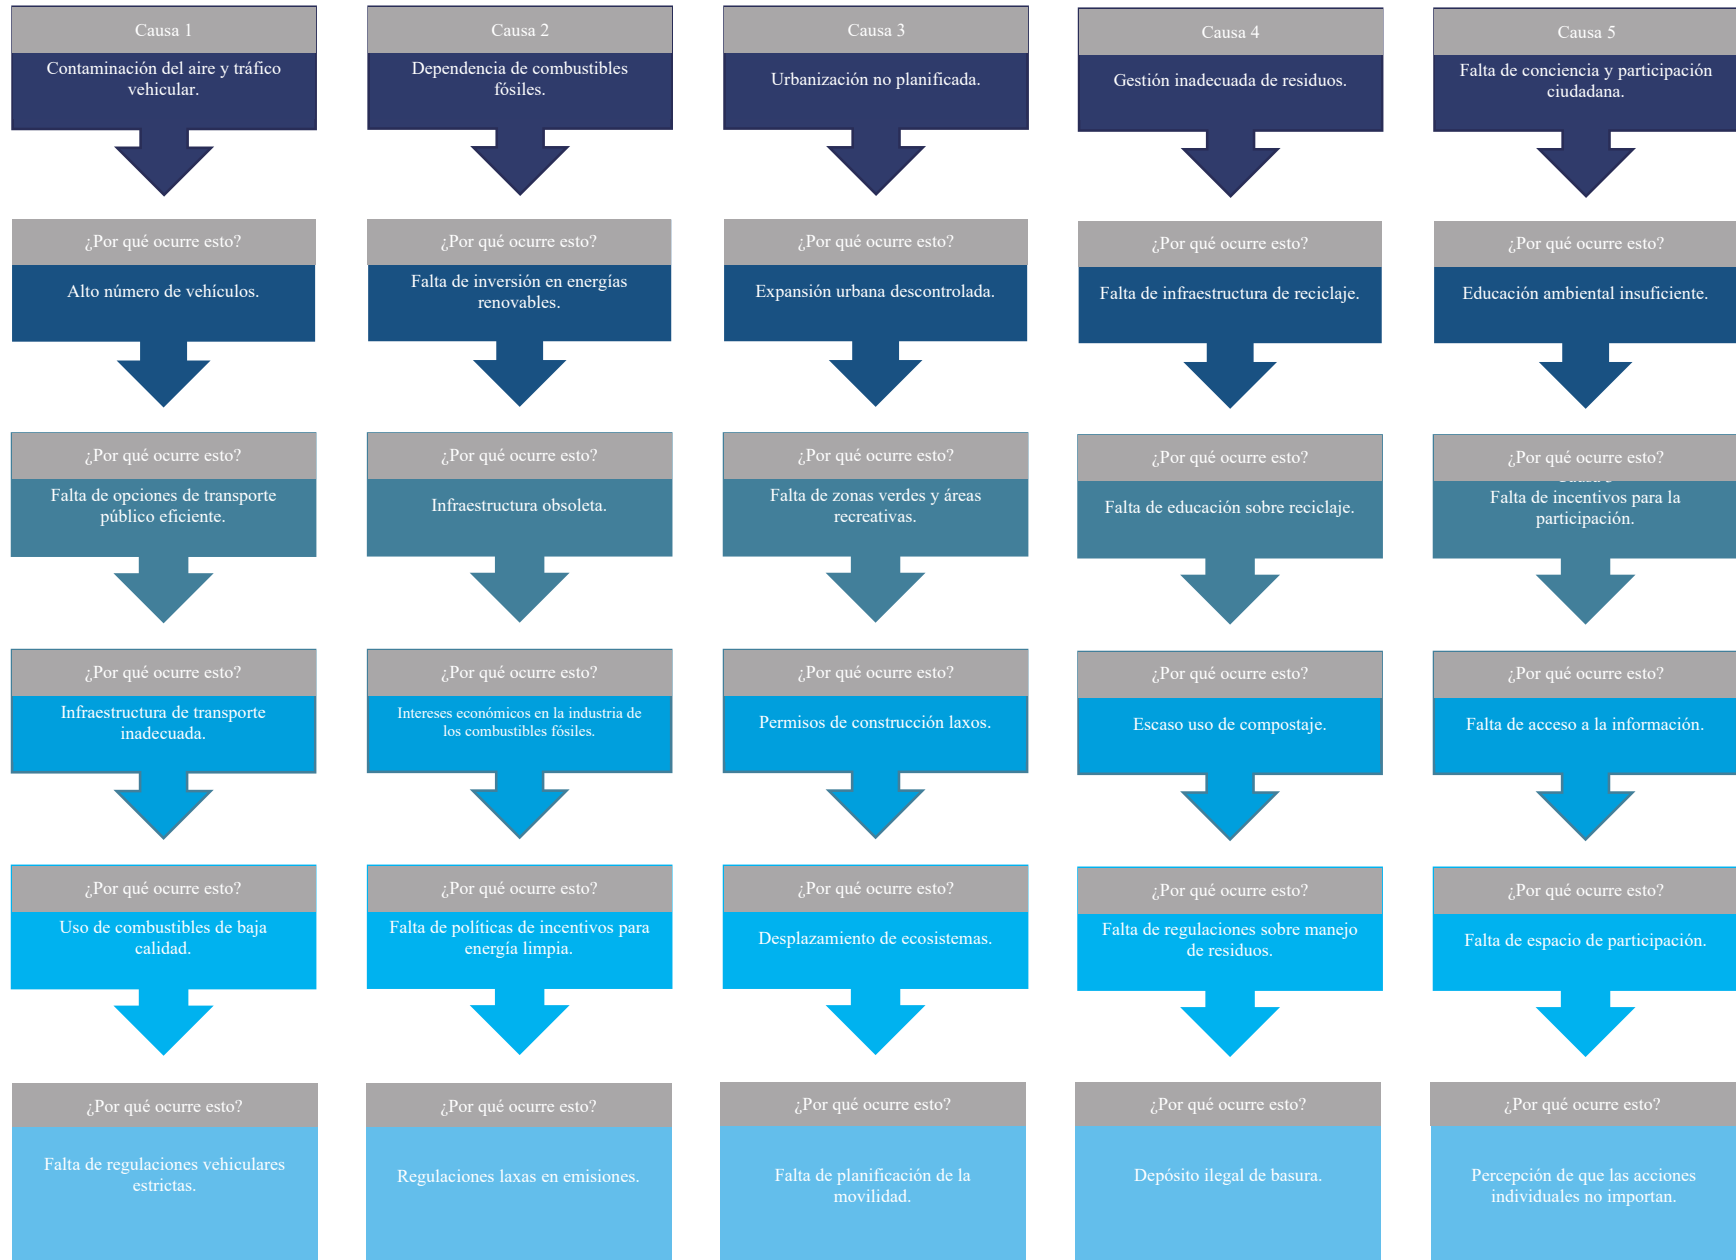 Causa 1
Contaminación del aire y tráfico
vehicular.
¿Por qué ocurre esto?
Alto número de vehículos.
¿Por qué ocurre esto?
Falta de opciones de transporte
público eficiente.
¿Por qué ocurre esto?
Infraestructura de transporte
inadecuada.
¿Por qué ocurre esto?
Uso de combustibles de baja
calidad.
¿Por qué ocurre esto?
Falta de regulaciones vehiculares
estrictas.
Causa 2
Dependencia de combustibles
fósiles.
¿Por qué ocurre esto?
Falta de inversión en energías
renovables.
¿Por qué ocurre esto?
Infraestructura obsoleta.
¿Por qué ocurre esto?
Intereses económicos en la industria de
los combustibles fósiles.
¿Por qué ocurre esto?
Falta de políticas de incentivos para
energía limpia.
¿Por qué ocurre esto?
Regulaciones laxas en emisiones.
Causa 3
Urbanización no planificada.
¿Por qué ocurre esto?
Expansión urbana descontrolada.
¿Por qué ocurre esto?
Falta de zonas verdes y áreas
recreativas.
¿Por qué ocurre esto?
Permisos de construcción laxos.
¿Por qué ocurre esto?
Desplazamiento de ecosistemas.
¿Por qué ocurre esto?
Falta de planificación de la
movilidad.
Causa 4
Gestión inadecuada de residuos.
¿Por qué ocurre esto?
Falta de infraestructura de reciclaje.
¿Por qué ocurre esto?
Falta de educación sobre reciclaje.
¿Por qué ocurre esto?
Escaso uso de compostaje.
¿Por qué ocurre esto?
Falta de regulaciones sobre manejo
de residuos.
¿Por qué ocurre esto?
Depósito ilegal de basura.
Causa 5
Falta de conciencia y participación
ciudadana.
¿Por qué ocurre esto?
Educación ambiental insuficiente.
¿Por qué ocurre esto?
Falta de incentivos para la
participación.
¿Por qué ocurre esto?
Falta de acceso a la información.
¿Por qué ocurre esto?
Falta de espacio de participación.
¿Por qué ocurre esto?
Percepción de que las acciones
individuales no importan.